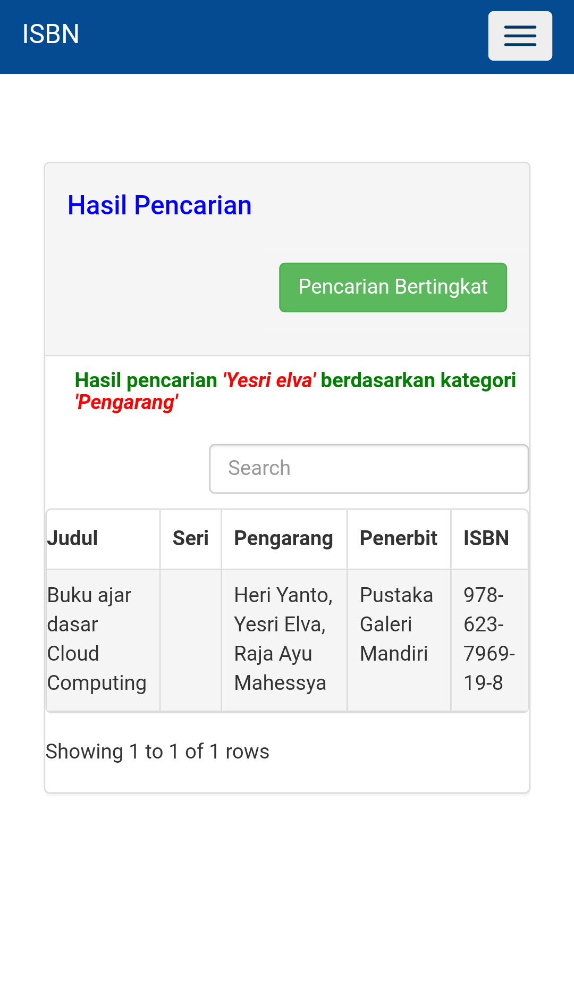 ISBN
Hasil Pencarian
Pencarian Bertingkat
Hasil pencarian 'Yesri elva' berdasarkan kategori
'Pengarang'
Search
Judul Seri Pengarang Penerbit ISBN
Buku ajar Heri Yanto, Pustaka 978-
dasar Yesri Elva, Galeri 623-
Cloud Raja Ayu Mandiri 7969-
Computing Mahessya 19-8
Showing 1 to 1 of 1 rows